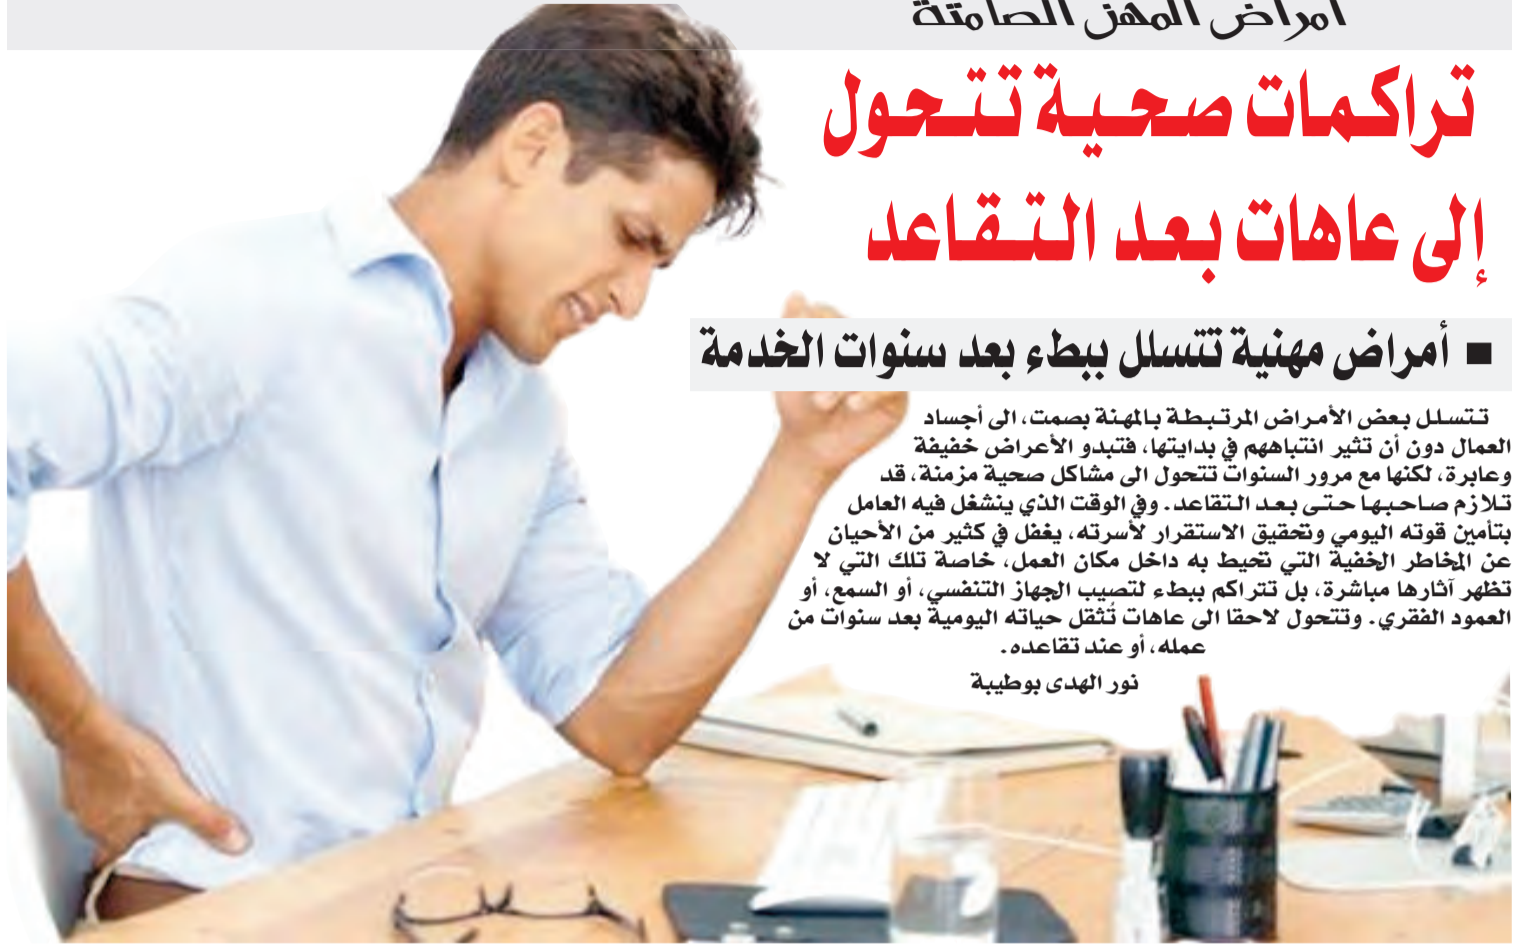 أمراض المهن الصامتة
تراكمات صحية تتحول
إلى عاهات بعد التقاعد
■ أمراض مهنية تتسلل ببطء بعد سنوات الخدمة
تتسلل بعض الأمراض المرتبطة بالمهنة بصمت، الى أجساد
العمال دون أن تثير انتباههم في بدايتها، فتبدو الأعراض خفيفة
وعابرة، لكنها مع مرور السنوات تتحول الى مشاكل صحية مزمنة، قد
تلازم صاحبها حتى بعد التقاعد. وفي الوقت الذي ينشغل فيه العامل
بتأمين قوته اليومي وتحقيق الاستقرار لأسرته، يغفل في كثير من الأحيان
عن المخاطر الخفية التي تحيط به داخل مكان العمل، خاصة تلك التي لا
تظهر آثارها مباشرة، بل تتراكم ببطء لتصيب الجهاز التنفسي، أو السمع، أو
العمود الفقري. وتتحول لاحقا الى عاهات تُثقل حياته اليومية بعد سنوات من
عمله، أو عند تقاعده.
نور الهدى بوطيبة